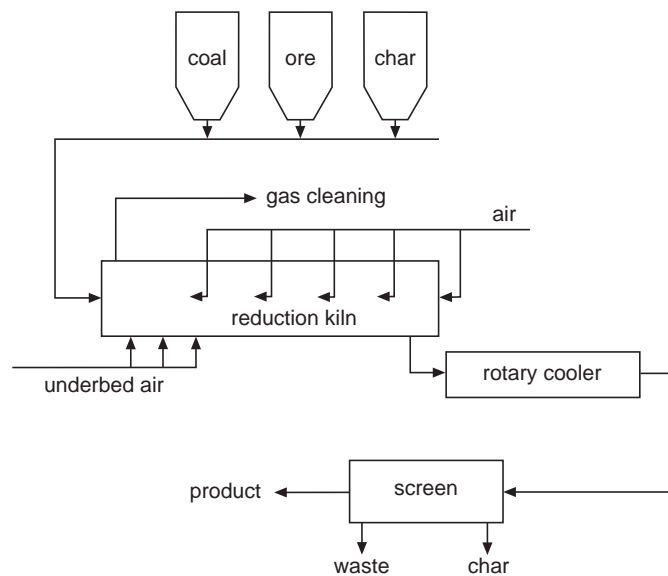 coal
ore
char
gas cleaning
air
reduction kiln
underbed air
rotary cooler
product
screen
waste
char